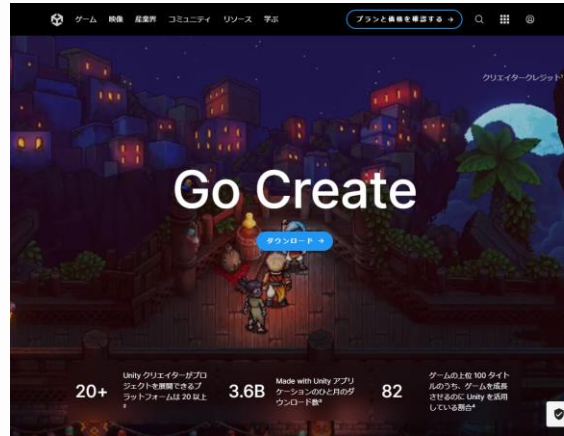 ゲーム 映像 産業界 コミュニティ リソース 学ぶ プランと価格を確認する →
クリエイタークレジット
Go Create
ダウンロード →
20+
Unity クリエイターがプロ
ジェクトを展開できるプ
ラットフォームは 20 以上
3.6B
Made with Unity アプリ
ケーションのひと月のダ
ウンロード数
82
ゲームの上位 100 タイト
ルのうち、ゲームを成長
させるのに Unity を活用
している割合